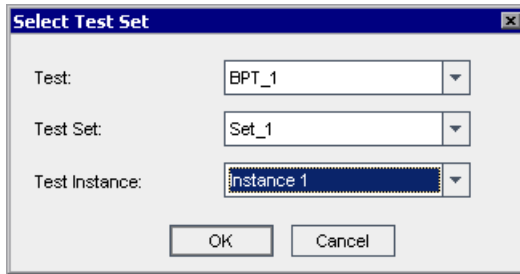 Select Test Set
Test: BPT_1
Test Set: Set_1
Test Instance: Instance 1
OK Cancel